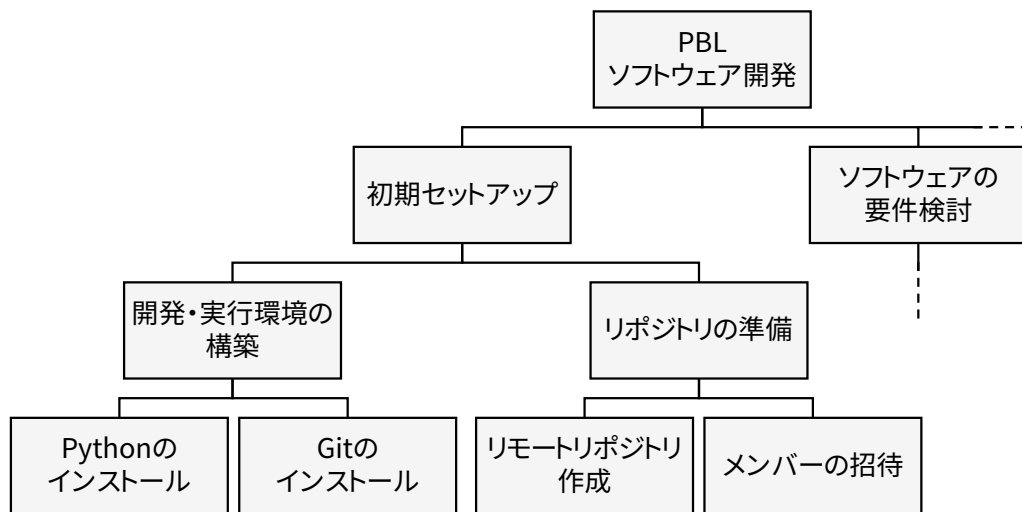 PBL
ソフトウェア開発
初期セットアップ
ソフトウェアの
要件検討
開発・実行環境の
構築
リポジトリの準備
Pythonの
インストール
Gitの
インストール
リモートリポジトリ
作成
メンバーの招待